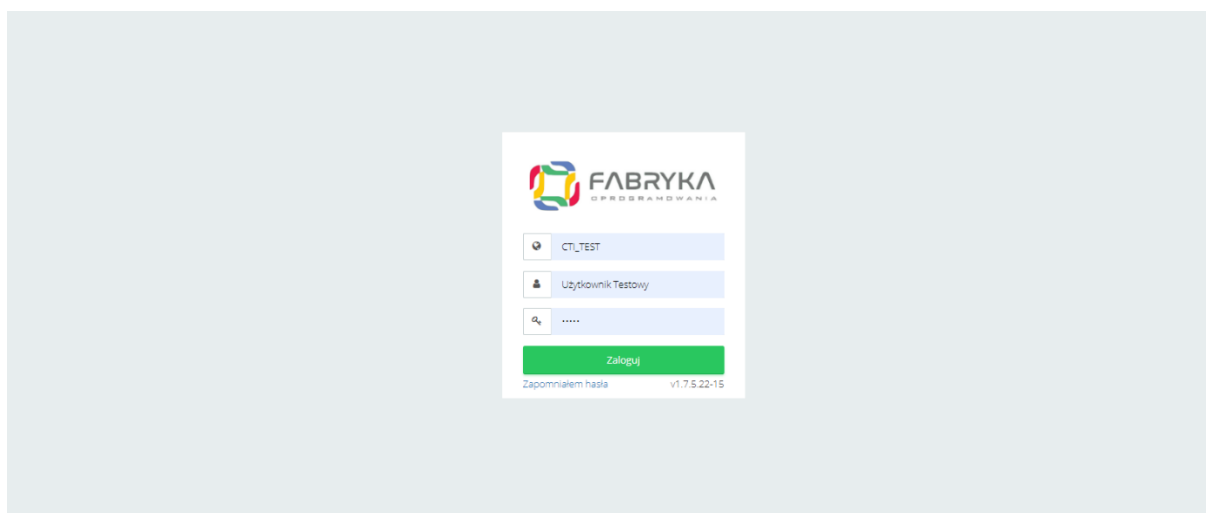 FABRYKA
OPROGRAMOWANIA
CTI_TEST
Użytkownik Testowy
•••••
Zaloguj
Zapomniałem hasła v1.7.5.22-15